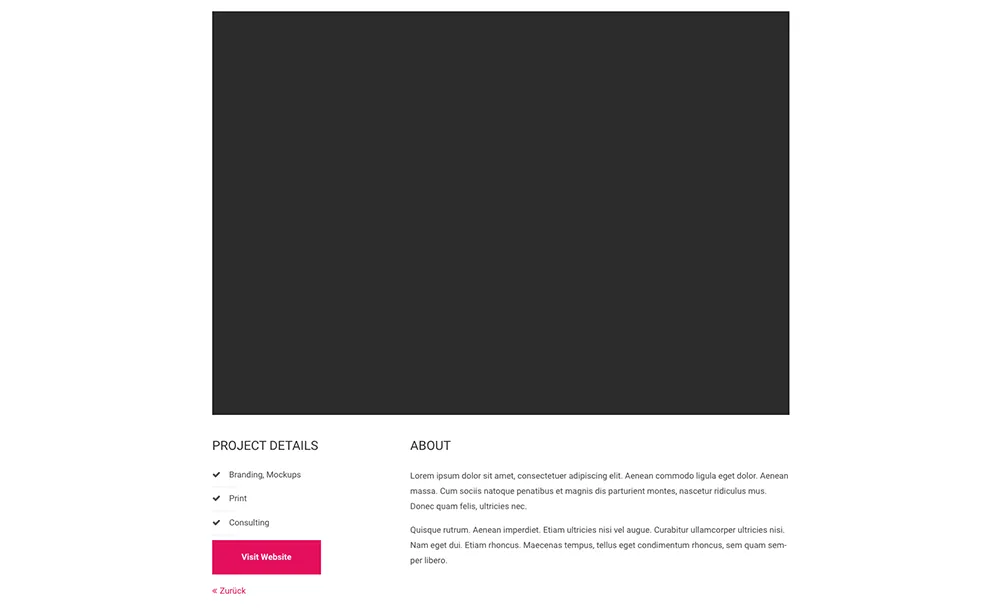 PROJECT DETAILS
Branding, Mockups
Print
Consulting
Visit Website
« Zurück
ABOUT
Lorem ipsum dolor sit amet, consectetuer adipiscing elit. Aenean commodo ligula eget dolor. Aenean
massa. Cum sociis natoque penatibus et magnis dis parturient montes, nascetur ridiculus mus.
Donec quam felis, ultricies nec.
Quisque rutrum. Aenean imperdiet. Etiam ultricies nisi vel augue. Curabitur ullamcorper ultricies nisi.
Nam eget dui. Etiam rhoncus. Maecenas tempus, tellus eget condimentum rhoncus, sem quam sem-
per libero.